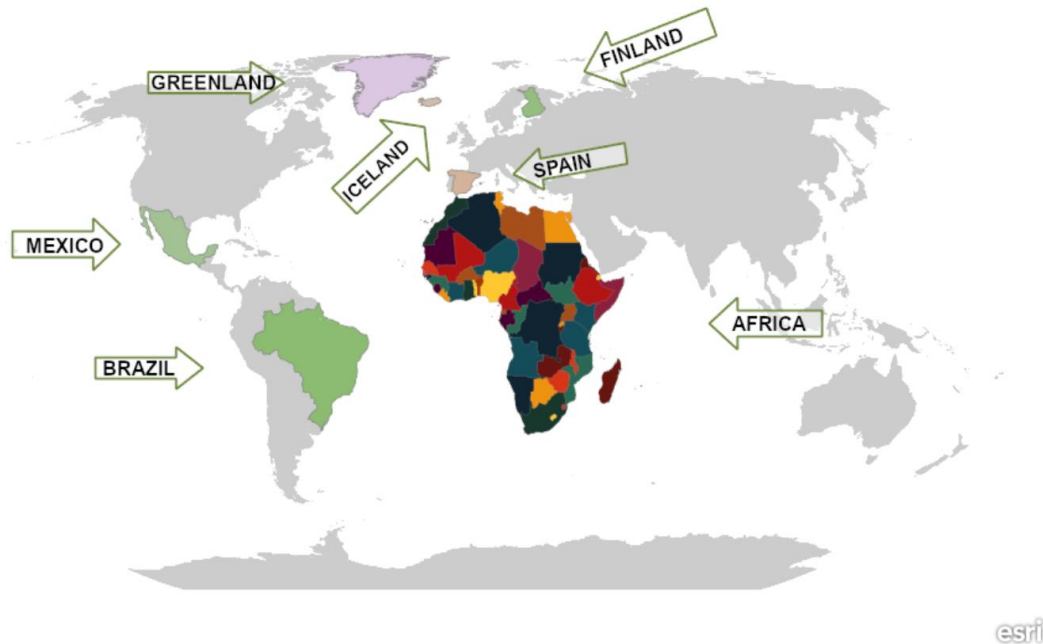 FINLAND
GREENLAND
ICELAND
SPAIN
MEXICO
AFRICA
BRAZIL
esri